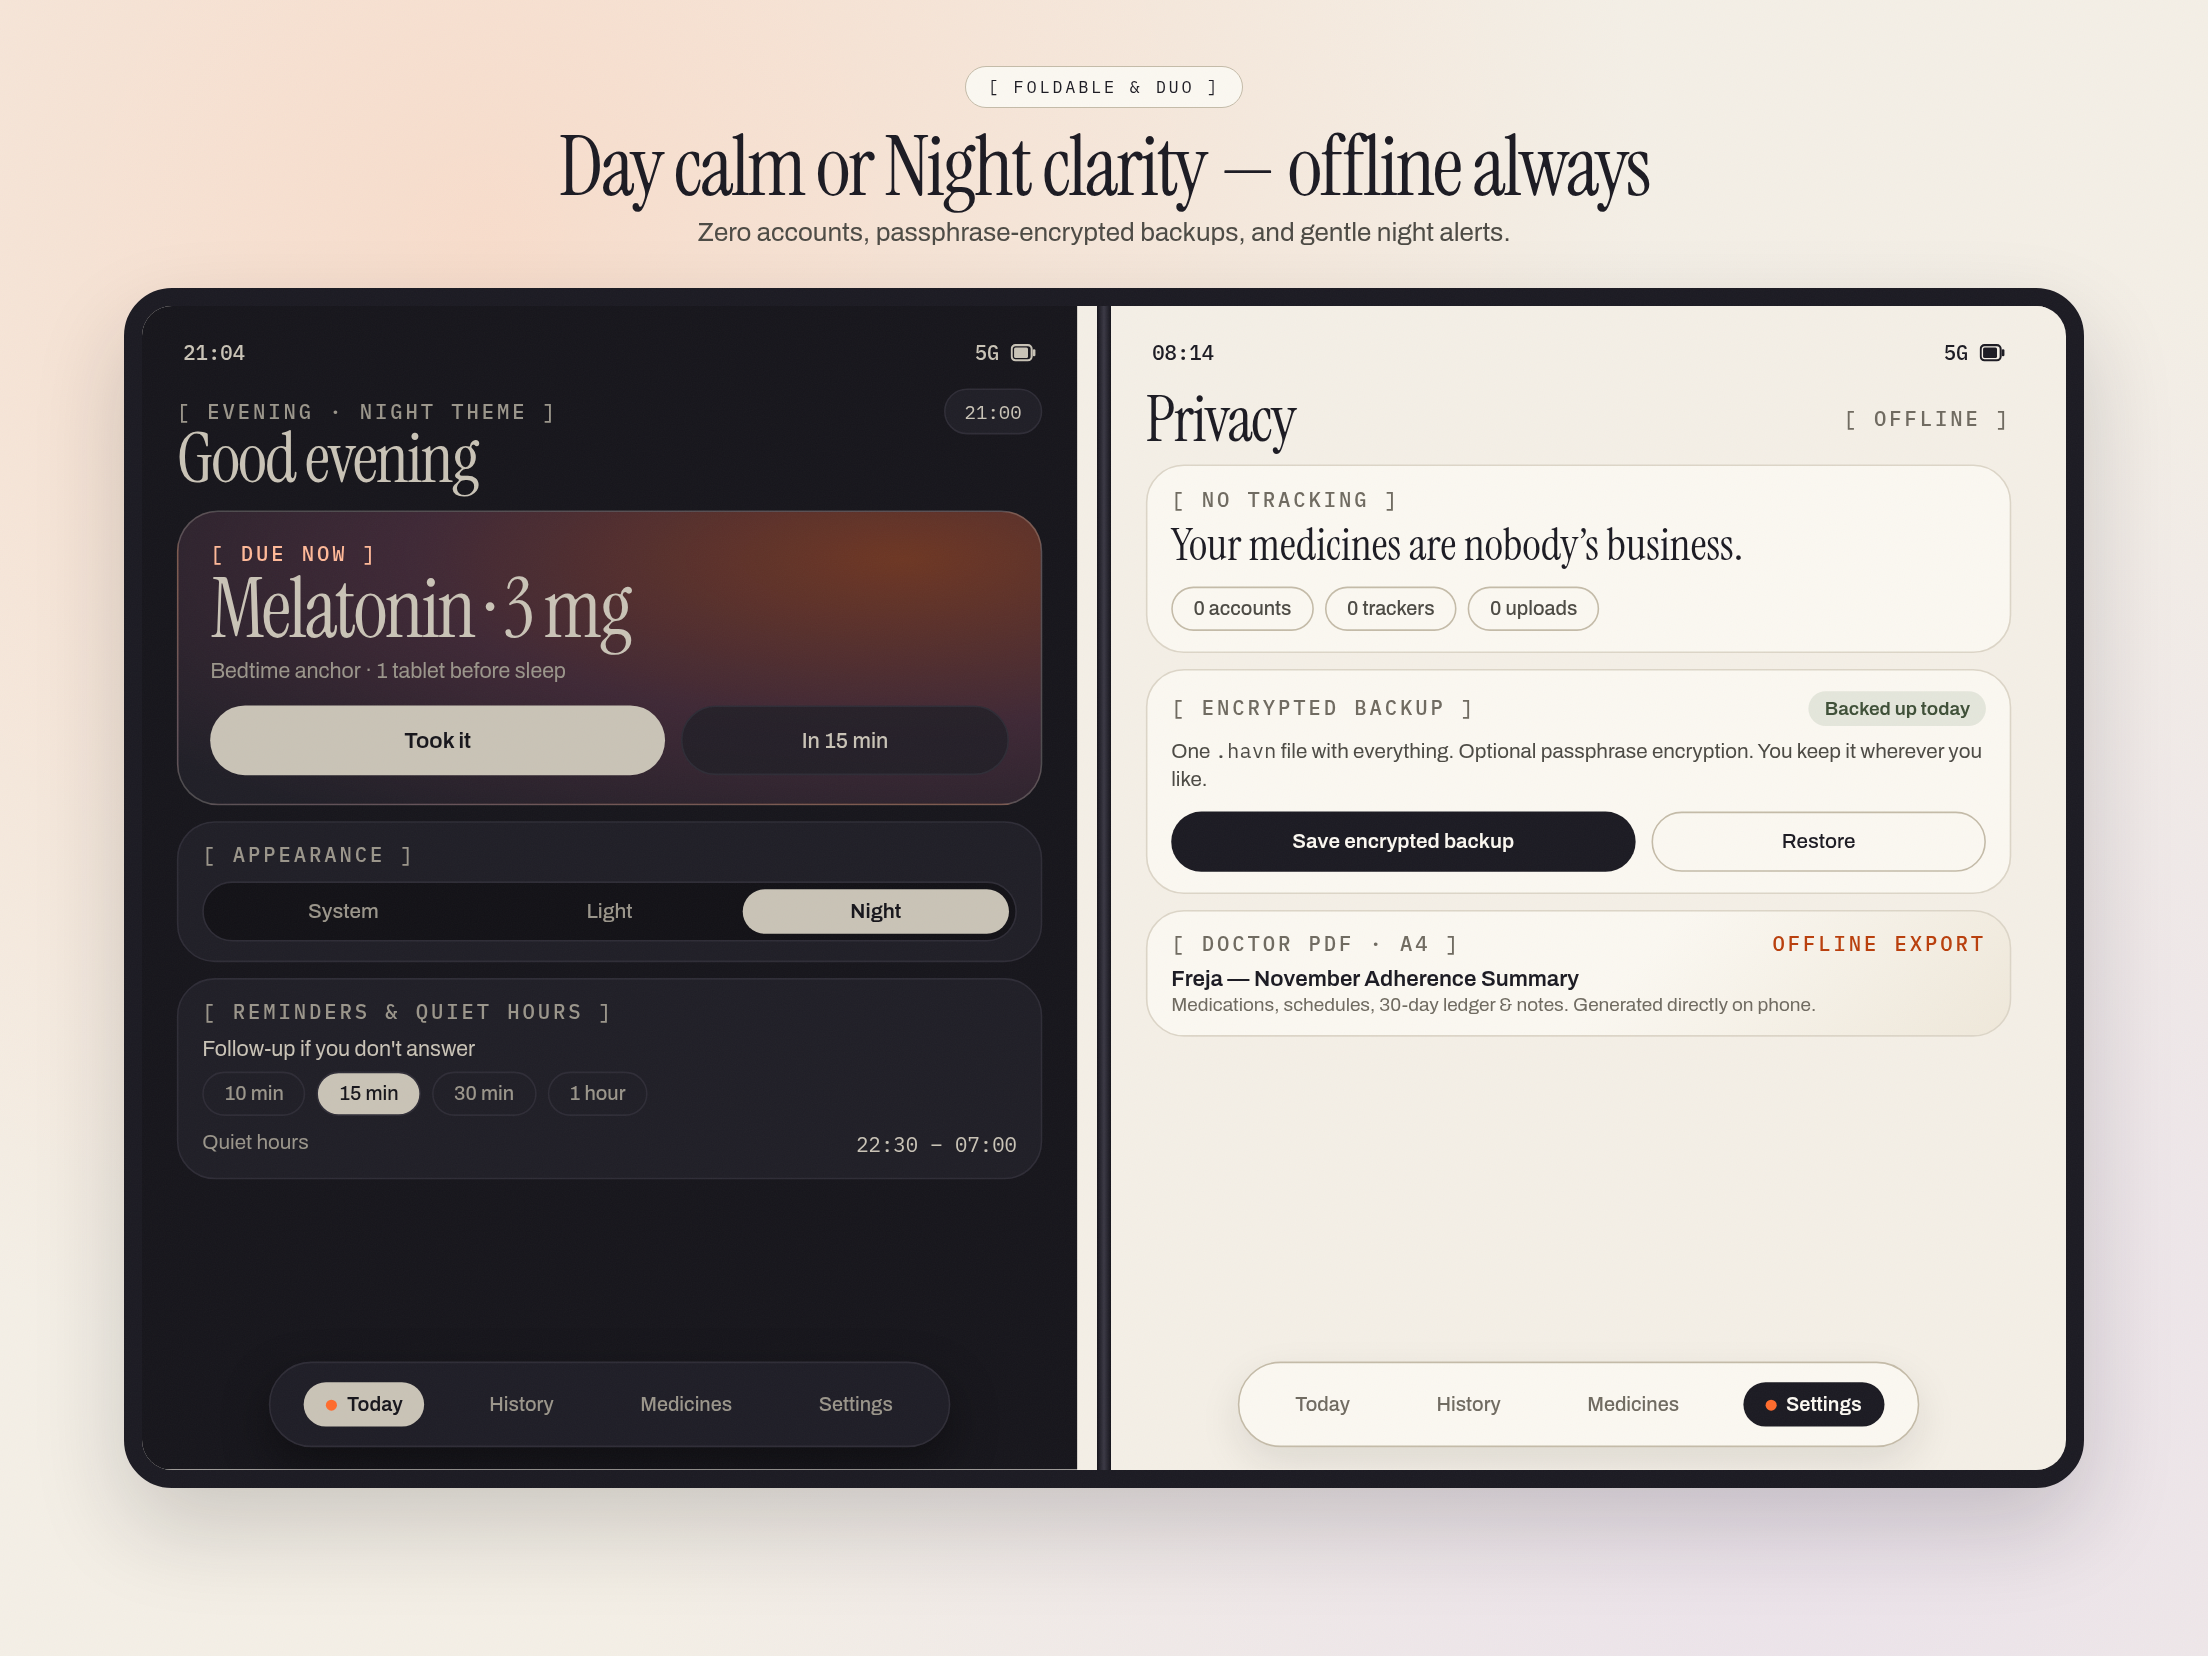 [ FOLDABLE & DUO ]
Day calm or Night clarity — offline always
Zero accounts, passphrase-encrypted backups, and gentle night alerts.
21:04
5G
[ EVENING · NIGHT THEME ]
21:00
Good evening
[ DUE NOW ]
Melatonin · 3 mg
Bedtime anchor · 1 tablet before sleep
Took it
In 15 min
[ APPEARANCE ]
System
Light
Night
[ REMINDERS & QUIET HOURS ]
Follow-up if you don't answer
10 min
15 min
30 min
1 hour
Quiet hours
22:30 – 07:00
Today
History
Medicines
Settings
08:14
5G
Privacy
[ OFFLINE ]
[ NO TRACKING ]
Your medicines are nobody’s business.
0 accounts
0 trackers
0 uploads
[ ENCRYPTED BACKUP ]
Backed up today
One .havn file with everything. Optional passphrase encryption. You keep it wherever you
like.
Save encrypted backup
Restore
[ DOCTOR PDF · A4 ]
OFFLINE EXPORT
Freja — November Adherence Summary
Medications, schedules, 30-day ledger & notes. Generated directly on phone.
Today
History
Medicines
Settings